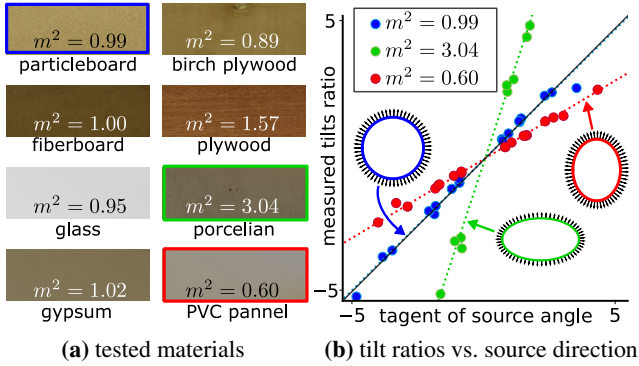 m² = 0.99
particleboard
m² = 0.89
birch plywood
m² = 1.00
fiberboard
m² = 1.57
plywood
m² = 0.95
glass
m² = 3.04
porcelian
m² = 1.02
gypsum
m² = 0.60
PVC pannel
(a) tested materials
5
measured tilts ratio
−5
m² = 0.99
m² = 3.04
m² = 0.60
−5
tagent of source angle
5
(b) tilt ratios vs. source direction